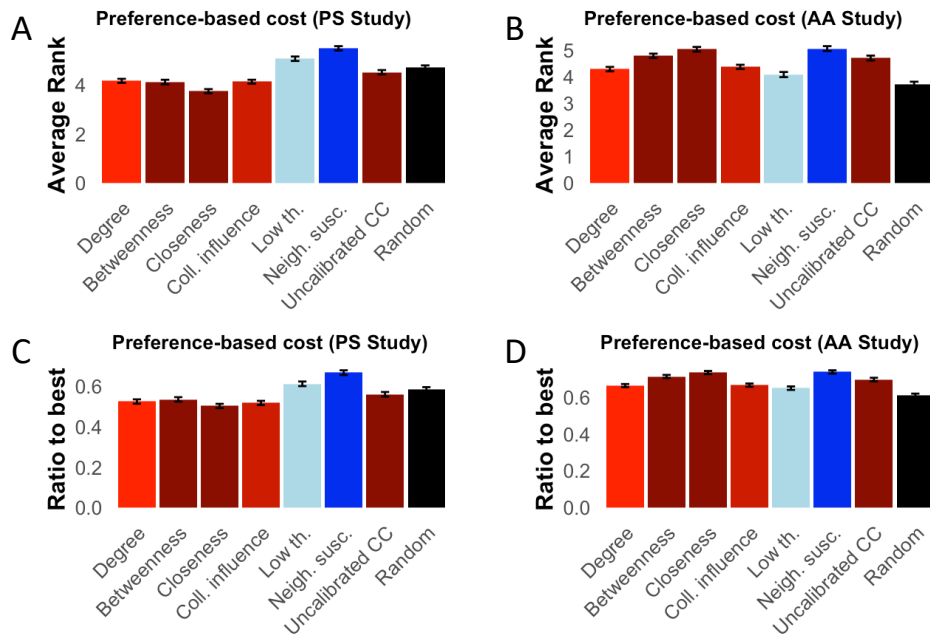 A
Preference-based cost (PS Study)
Average Rank
4
2
0
Degree
Betweenness
Closeness
Coll. influence
Low th.
Neigh. susc.
Uncalibrated CC
Random
B
Preference-based cost (AA Study)
Average Rank
5
4
3
2
1
0
Degree
Betweenness
Closeness
Coll. influence
Low th.
Neigh. susc.
Uncalibrated CC
Random
C
Preference-based cost (PS Study)
Ratio to best
0.6
0.4
0.2
0.0
Degree
Betweenness
Closeness
Coll. influence
Low th.
Neigh. susc.
Uncalibrated CC
Random
D
Preference-based cost (AA Study)
Ratio to best
0.6
0.4
0.2
0.0
Degree
Betweenness
Closeness
Coll. influence
Low th.
Neigh. susc.
Uncalibrated CC
Random